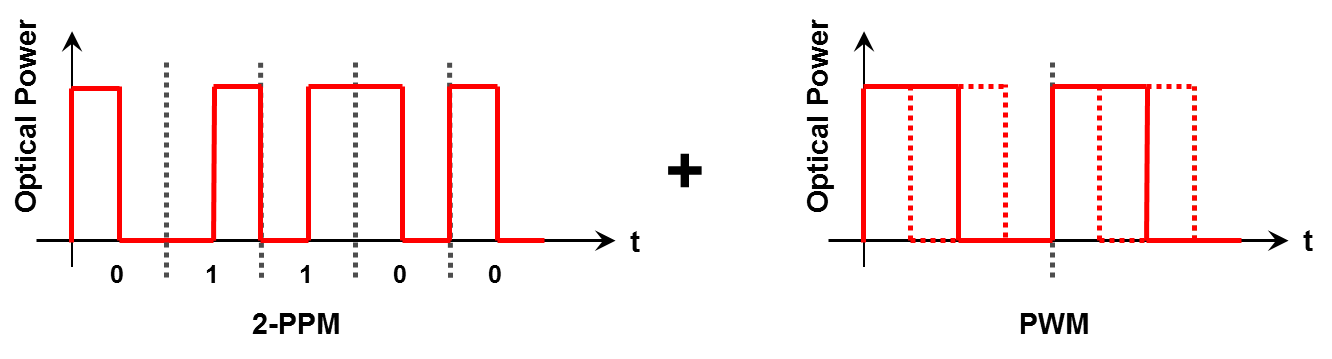 Optical Power
t
0 1 1 0 0
2-PPM
+
Optical Power
t
PWM